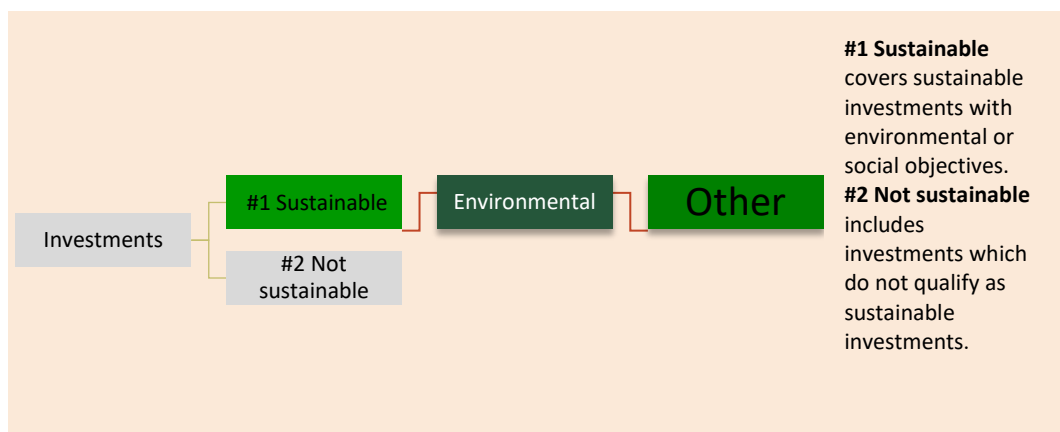 Investments
#1 Sustainable
#2 Not
sustainable
Environmental
Other
#1 Sustainable
covers sustainable
investments with
environmental or
social objectives.
#2 Not sustainable
includes
investments which
do not qualify as
sustainable
investments.